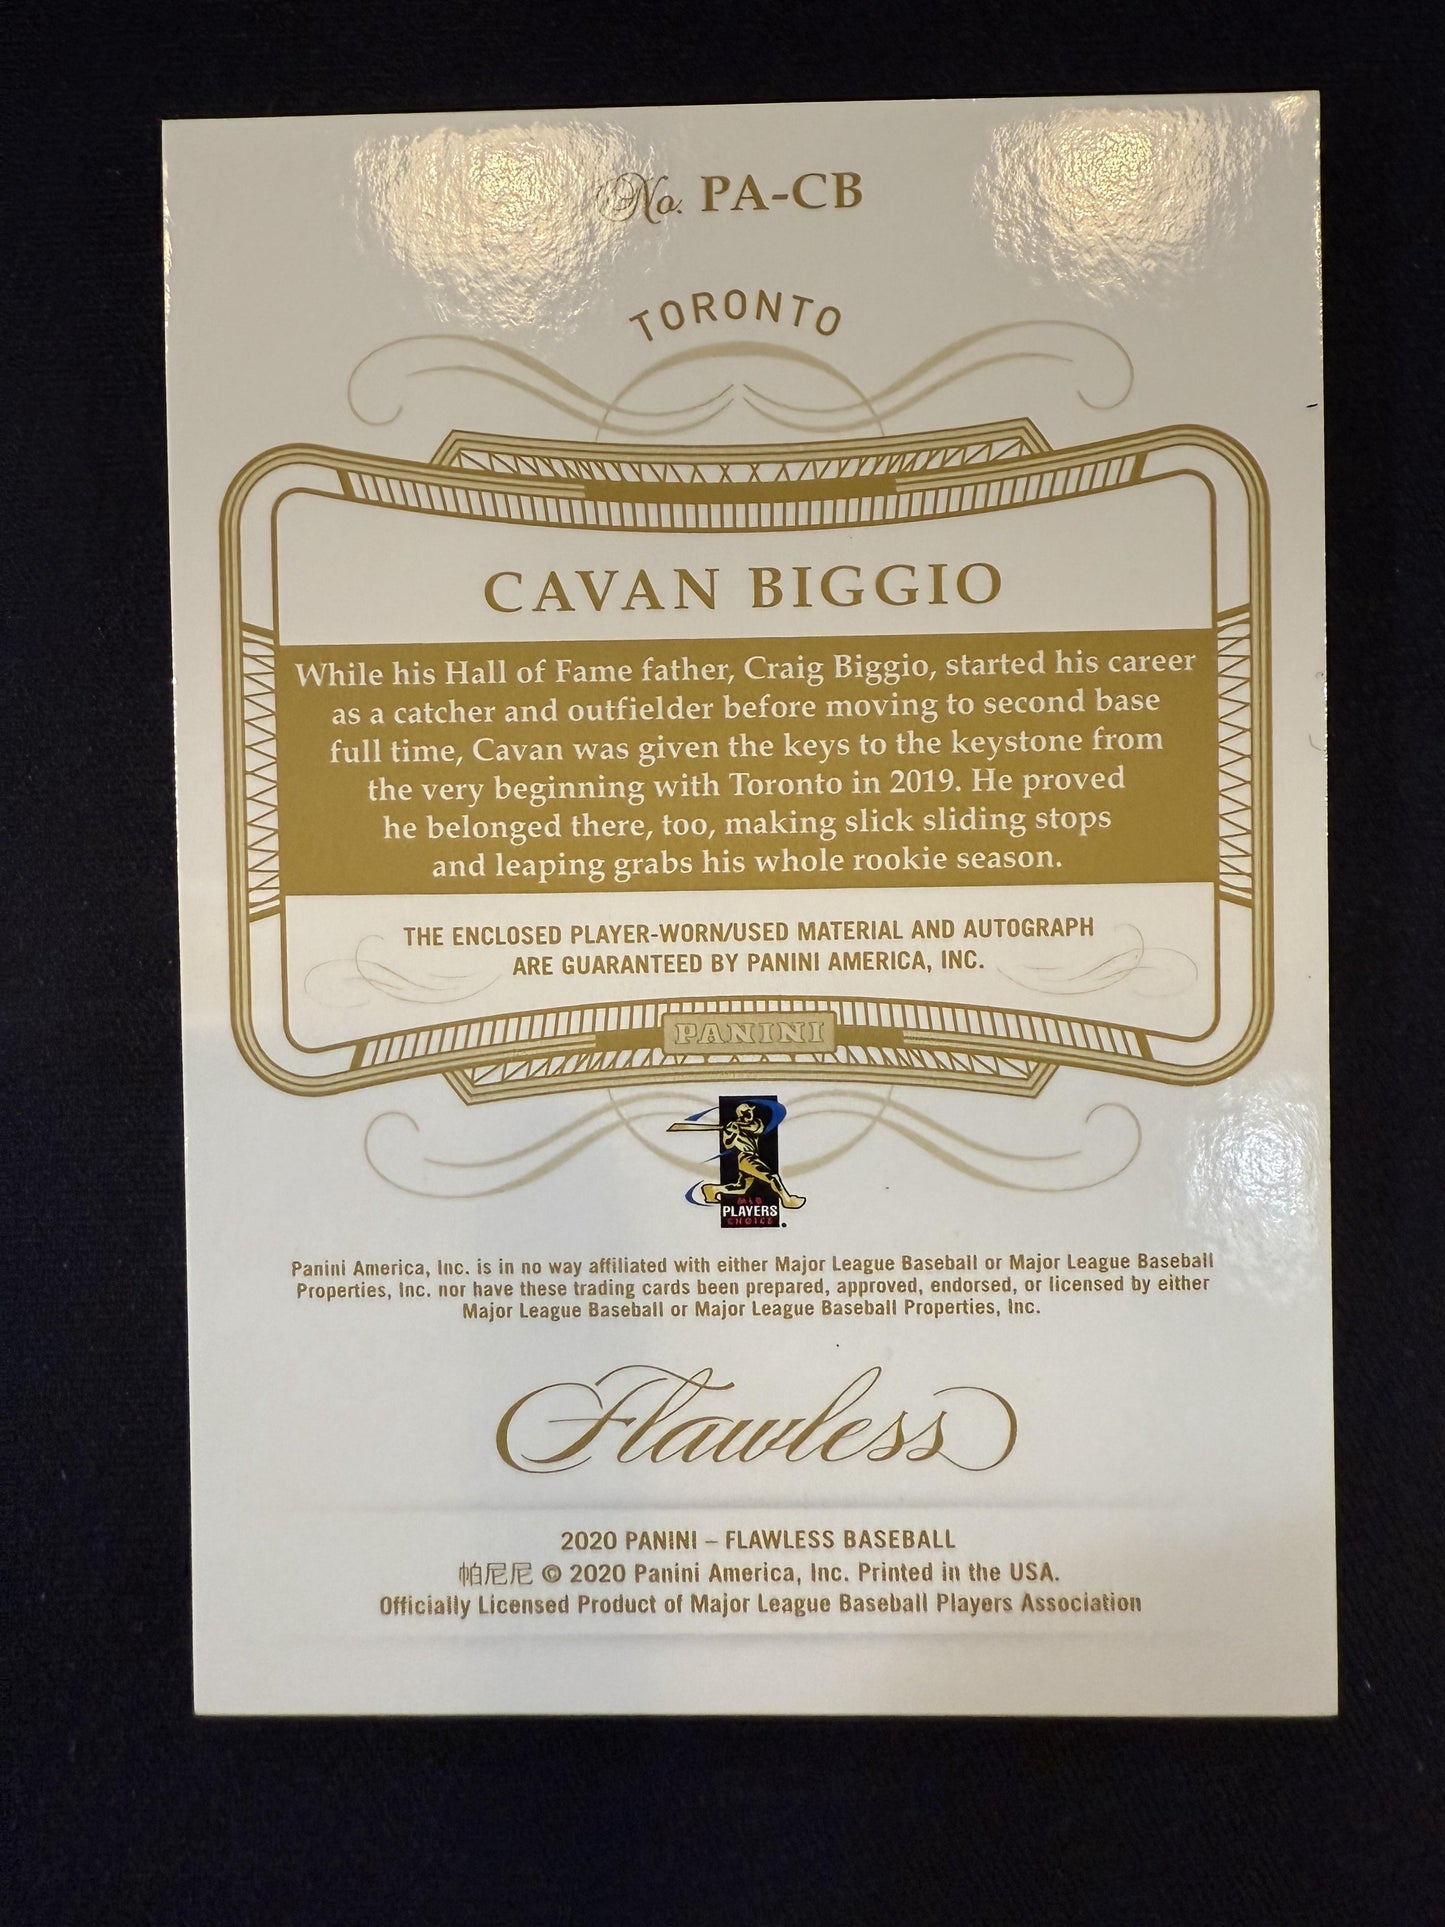 No. PA-CB
TORONTO
CAVAN BIGGIO
While his Hall of Fame father, Craig Biggio, started his career
as a catcher and outfielder before moving to second base
full time, Cavan was given the keys to the keystone from
the very beginning with Toronto in 2019. He proved
he belonged there, too, making slick sliding stops
and leaping grabs his whole rookie season.
THE ENCLOSED PLAYER-WORN/USED MATERIAL AND AUTOGRAPH
ARE GUARANTEED BY PANINI AMERICA, INC.
PANINI
MLB
PLAYERS
CHOICE
Panini America, Inc. is in no way affiliated with either Major League Baseball or Major League Baseball
Properties, Inc. nor have these trading cards been prepared, approved, endorsed, or licensed by either
Major League Baseball or Major League Baseball Properties, Inc.
Flawless
2020 PANINI – FLAWLESS BASEBALL
帕尼尼 © 2020 Panini America, Inc. Printed in the USA.
Officially Licensed Product of Major League Baseball Players Association